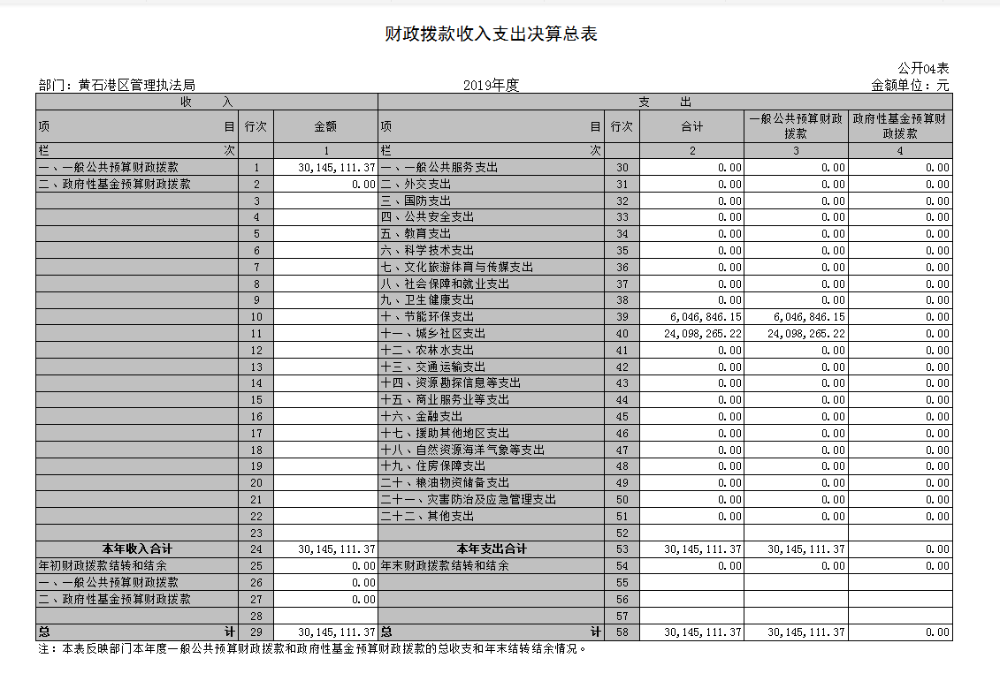 财政拨款收入支出决算总表
公开04表
部门：黄石港区管理执法局 2019年度 金额单位：元
收 入 支 出
项 目 行次 金额 项 目 行次 合计 一般公共预算财政拨款 政府性基金预算财政拨款
栏 次 1 栏 次 2 3 4
一、一般公共预算财政拨款 1 30,145,111.37 一、一般公共服务支出 30 0.00 0.00 0.00
二、政府性基金预算财政拨款 2 0.00 二、外交支出 31 0.00 0.00 0.00
3 三、国防支出 32 0.00 0.00 0.00
4 四、公共安全支出 33 0.00 0.00 0.00
5 五、教育支出 34 0.00 0.00 0.00
6 六、科学技术支出 35 0.00 0.00 0.00
7 七、文化旅游体育与传媒支出 36 0.00 0.00 0.00
8 八、社会保障和就业支出 37 0.00 0.00 0.00
9 九、卫生健康支出 38 0.00 0.00 0.00
10 十、节能环保支出 39 6,046,846.15 6,046,846.15 0.00
11 十一、城乡社区支出 40 24,098,265.22 24,098,265.22 0.00
12 十二、农林水支出 41 0.00 0.00 0.00
13 十三、交通运输支出 42 0.00 0.00 0.00
14 十四、资源勘探信息等支出 43 0.00 0.00 0.00
15 十五、商业服务业等支出 44 0.00 0.00 0.00
16 十六、金融支出 45 0.00 0.00 0.00
17 十七、援助其他地区支出 46 0.00 0.00 0.00
18 十八、自然资源海洋气象等支出 47 0.00 0.00 0.00
19 十九、住房保障支出 48 0.00 0.00 0.00
20 二十、粮油物资储备支出 49 0.00 0.00 0.00
21 二十一、灾害防治及应急管理支出 50 0.00 0.00 0.00
22 二十二、其他支出 51 0.00 0.00 0.00
23 52
本年收入合计 24 30,145,111.37 本年支出合计 53 30,145,111.37 30,145,111.37 0.00
年初财政拨款结转和结余 25 0.00 年末财政拨款结转和结余 54 0.00 0.00 0.00
一、一般公共预算财政拨款 26 0.00 55
二、政府性基金预算财政拨款 27 0.00 56
28 57
总 计 29 30,145,111.37 总 计 58 30,145,111.37 30,145,111.37 0.00
注：本表反映部门本年度一般公共预算财政拨款和政府性基金预算财政拨款的总收支和年末结转结余情况。